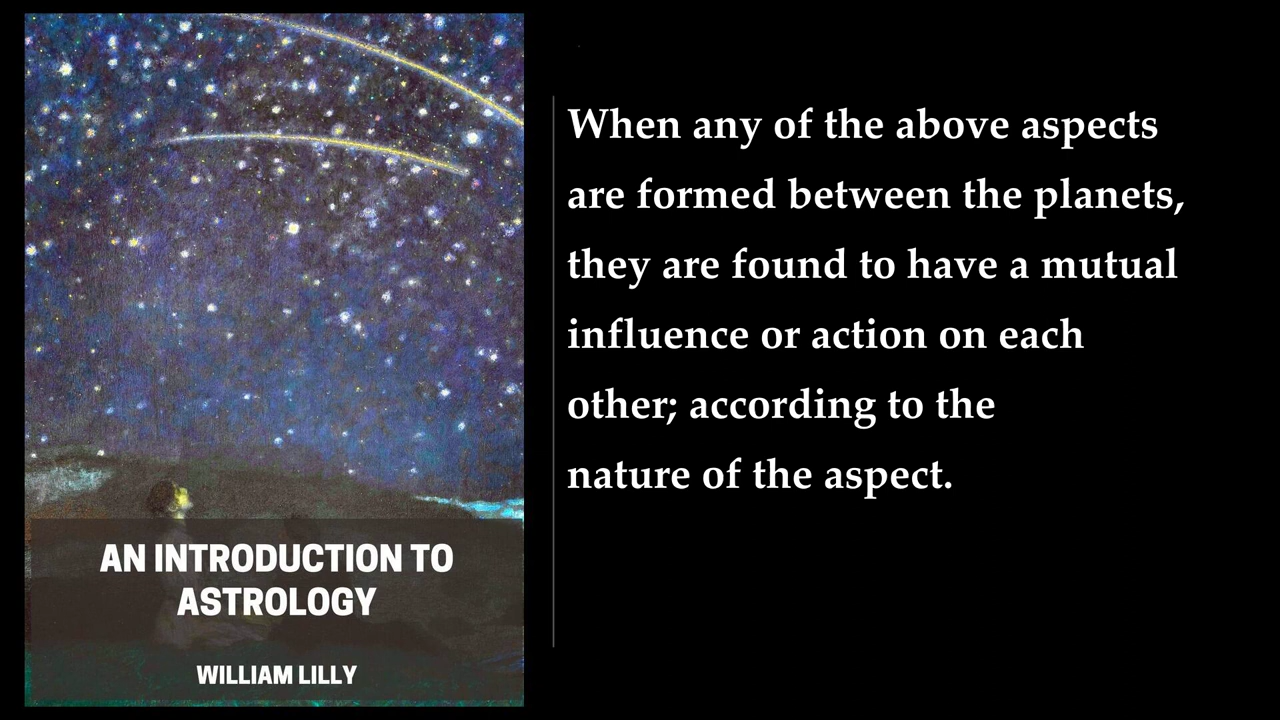 AN INTRODUCTION TO
ASTROLOGY
WILLIAM LILLY
When any of the above aspects
are formed between the planets,
they are found to have a mutual
influence or action on each
other; according to the
nature of the aspect.